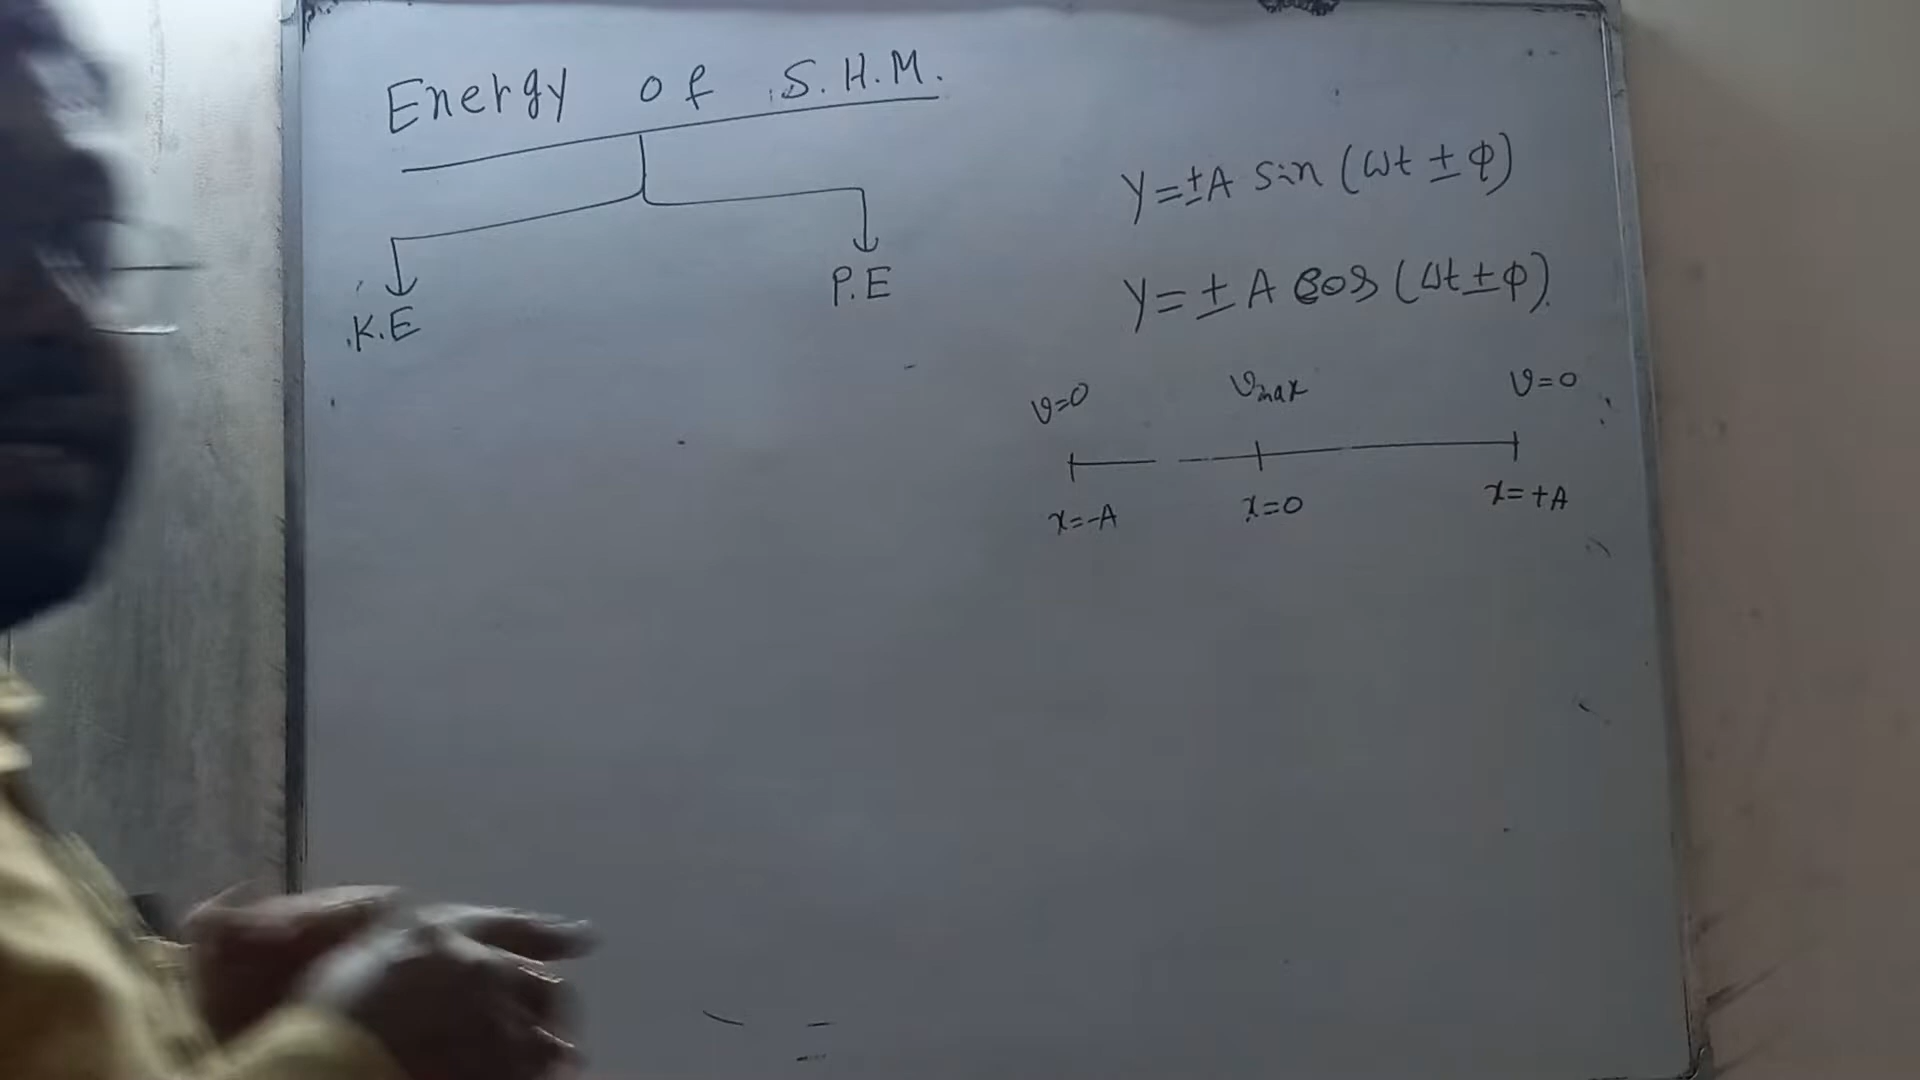 Energy of S.H.M.
K.E
P.E
y=±A sin (ωt ± ϕ)
y=± A cos (ωt±ϕ).
v=0
vmax
v=0
x=-A
x=0
x=+A